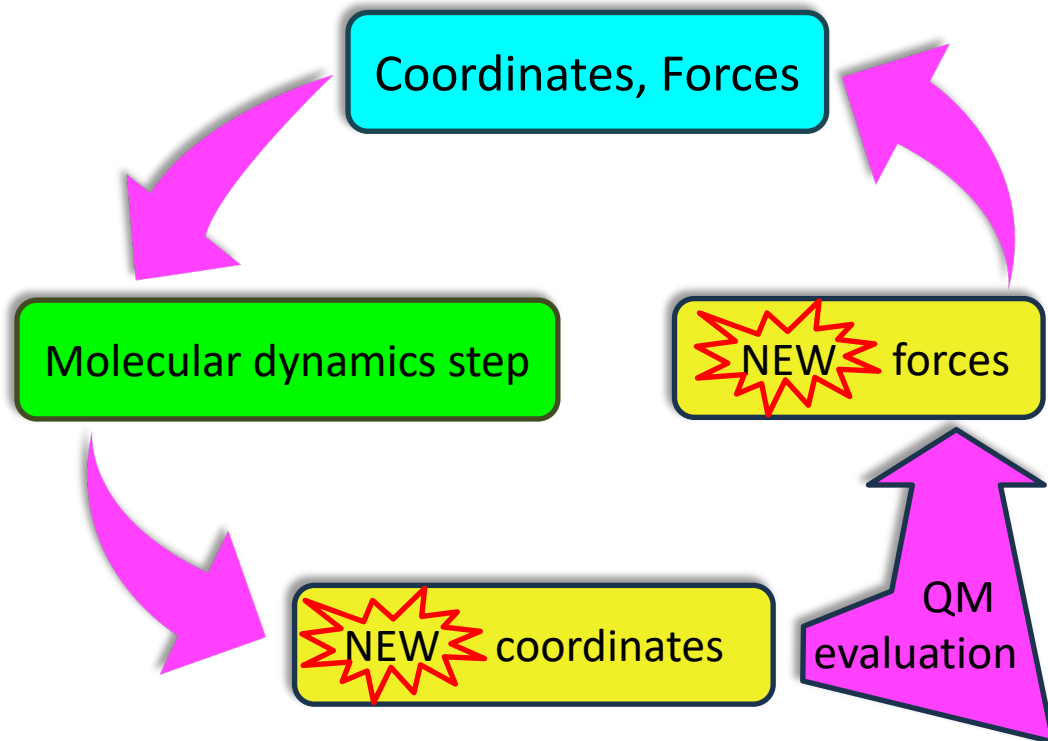 Coordinates, Forces
Molecular dynamics step
NEW forces
NEW coordinates
QM
evaluation